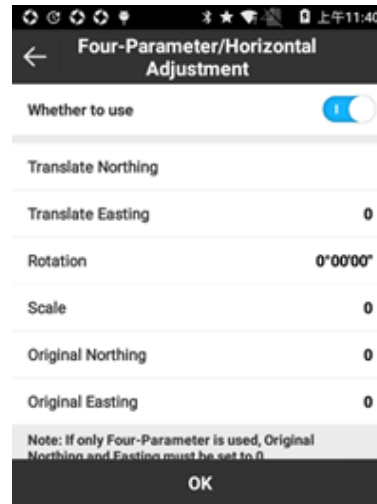 上午11:40
Four-Parameter/Horizontal
Adjustment
Whether to use
Translate Northing
Translate Easting 0
Rotation 0°00'00"
Scale 0
Original Northing 0
Original Easting 0
Note: If only Four-Parameter is used, Original
Northing and Easting must be set to 0
OK